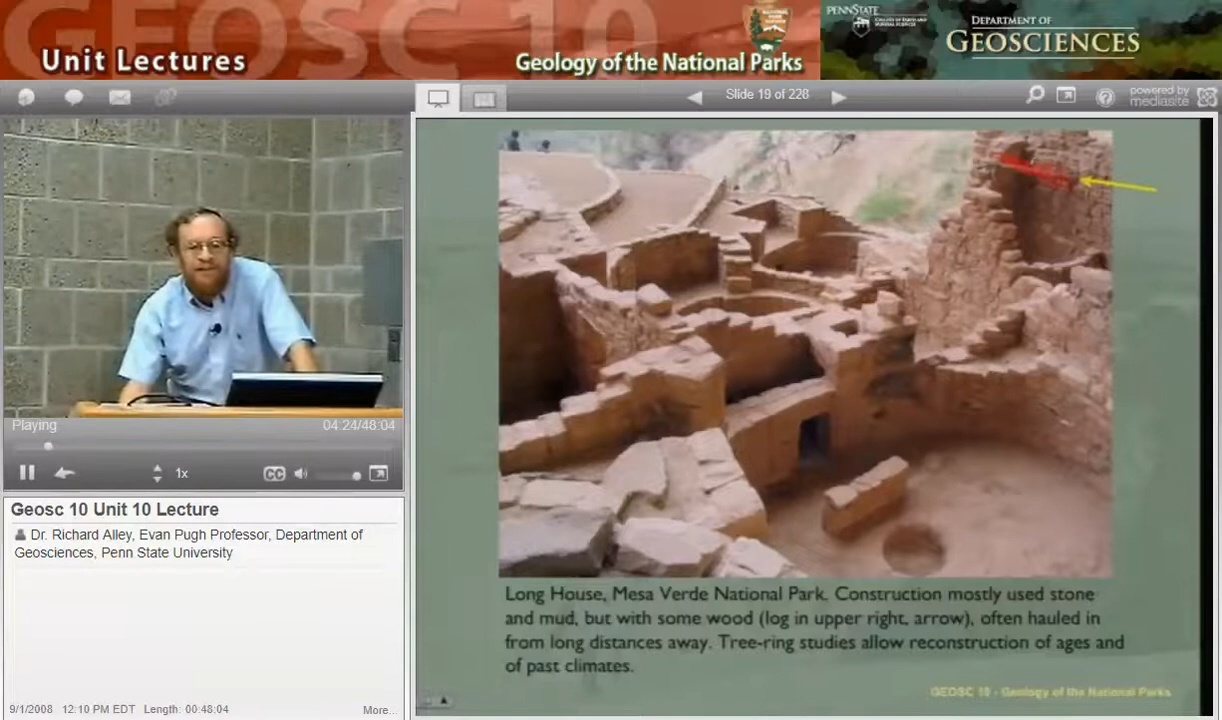 GEOSC 10
Unit Lectures
Geology of the National Parks
NATIONAL PARK SERVICE
PENNSTATE
DEPARTMENT OF
GEOSCIENCES
Slide 19 of 228
powered by
mediasite
Playing
04:24/48:04
1x
CC
Geosc 10 Unit 10 Lecture
Dr. Richard Alley, Evan Pugh Professor, Department of
Geosciences, Penn State University
9/1/2008 12:10 PM EDT Length: 00:48:04
More...
Long House, Mesa Verde National Park. Construction mostly used stone
and mud, but with some wood (log in upper right, arrow), often hauled in
from long distances away. Tree-ring studies allow reconstruction of ages and
of past climates.
GEOSC 10 - Geology of the National Parks